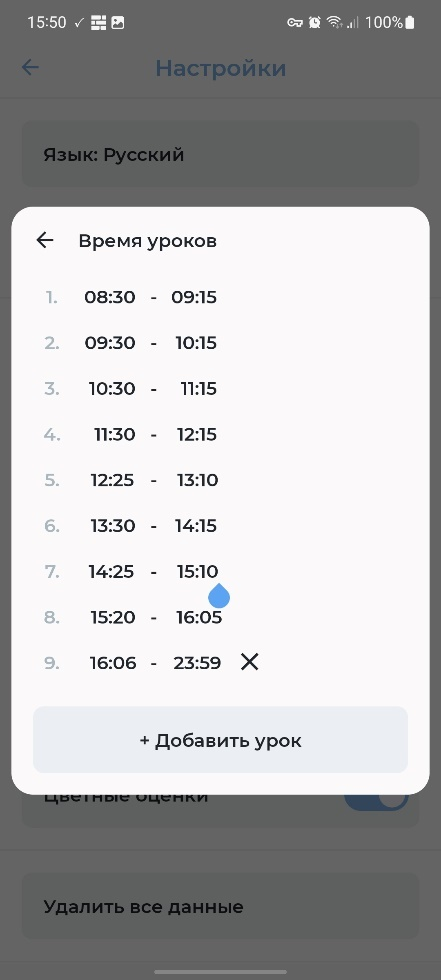 15:50 100%
Настройки
Язык: Русский
Время уроков
1. 08:30 - 09:15
2. 09:30 - 10:15
3. 10:30 - 11:15
4. 11:30 - 12:15
5. 12:25 - 13:10
6. 13:30 - 14:15
7. 14:25 - 15:10
8. 15:20 - 16:05
9. 16:06 - 23:59
+ Добавить урок
Цветные оценки
Удалить все данные